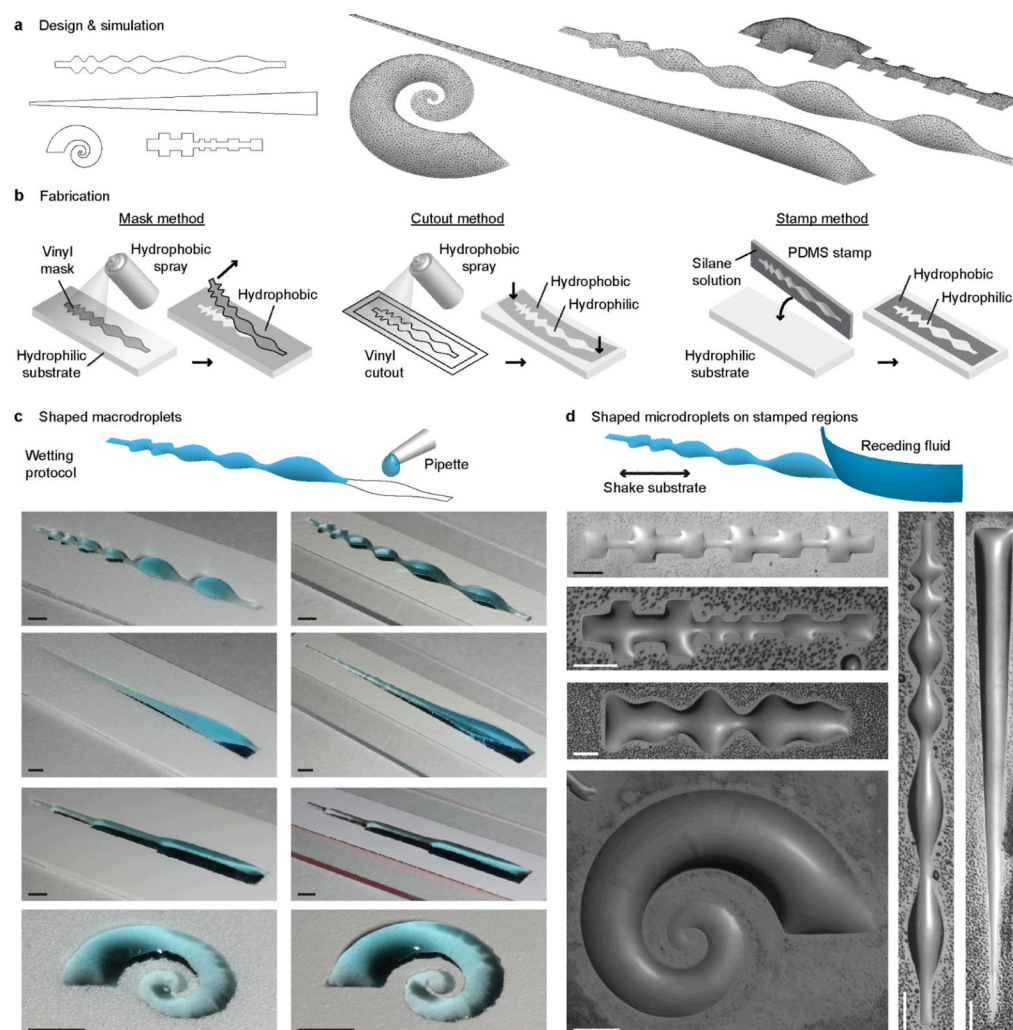 a Design & simulation
b Fabrication
Mask method
Vinyl
mask
Hydrophobic
spray
Hydrophobic
Hydrophilic
substrate
Cutout method
Hydrophobic
spray
Hydrophobic
Hydrophilic
Vinyl
cutout
Stamp method
Silane
solution
PDMS stamp
Hydrophobic
Hydrophilic
Hydrophilic
substrate
c Shaped macrodroplets
Wetting
protocol
Pipette
d Shaped microdroplets on stamped regions
Receding fluid
Shake substrate